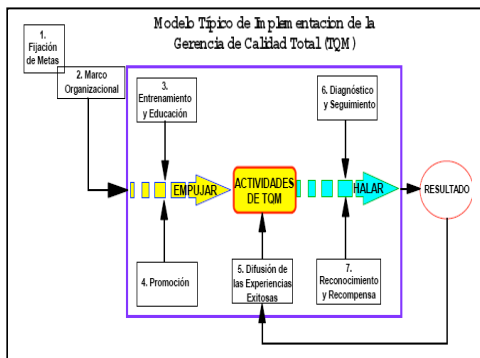 Modelo Típico de Implementacion de la
Gerencia de Calidad Total (TQM)
1.
Fijación
de Metas
2. Marco
Organizacional
3.
Entrenamiento
y Educación
6. Diagnóstico
y Seguimiento
EMPUJAR
ACTIVIDADES
DE TQM
HALAR
RESULTADO
4. Promoción
5. Difusión de
las Experiencias
Exitosas
7.
Reconocimiento
y Recompensa